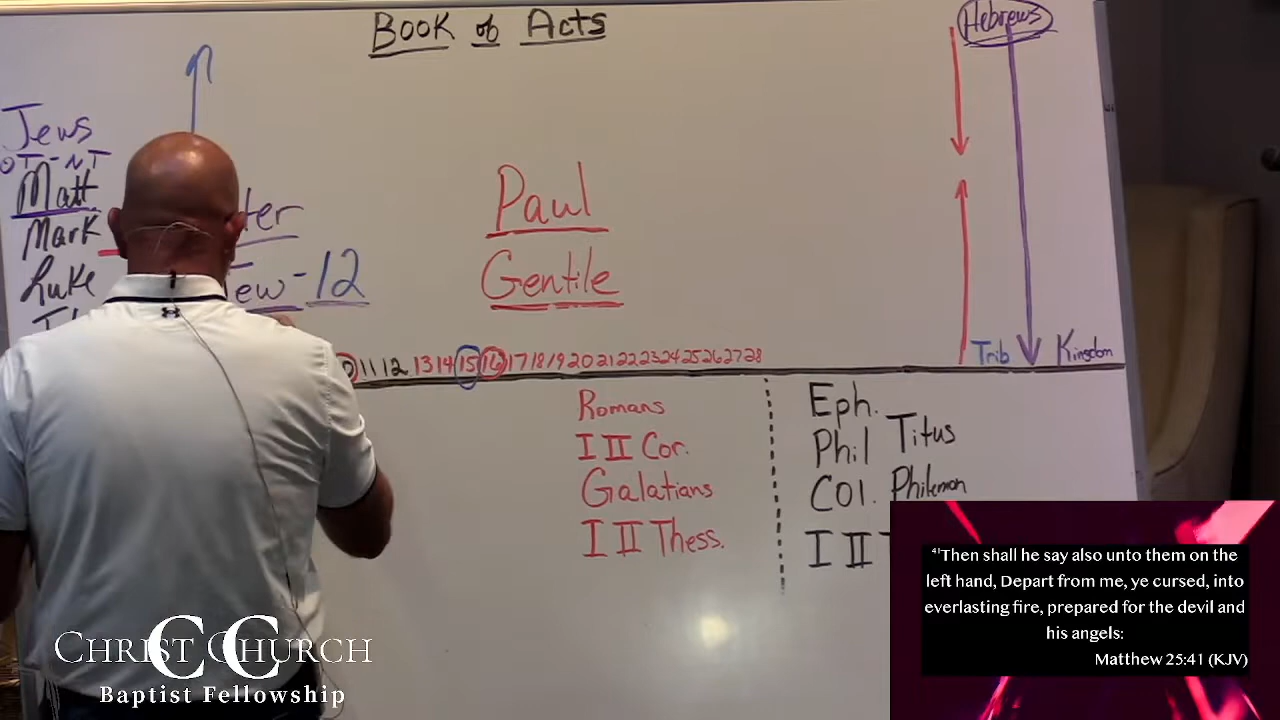 Book of Acts
Hebrews
Jews
OT-NT
Matt
Mark
Luke
ter
ew-12
Paul
Gentile
11 12 13 14 15 16 17 18 19 20 21 22 23 24 25 26 27 28
Trib
Kingdom
Romans
I II Cor.
Galatians
I II Thess.
Eph.
Phil
Titus
COl.
Philemon
I II
41Then shall he say also unto them on the
left hand, Depart from me, ye cursed, into
everlasting fire, prepared for the devil and
his angels:
Matthew 25:41 (KJV)
CC
CHRIST CHURCH
Baptist Fellowship